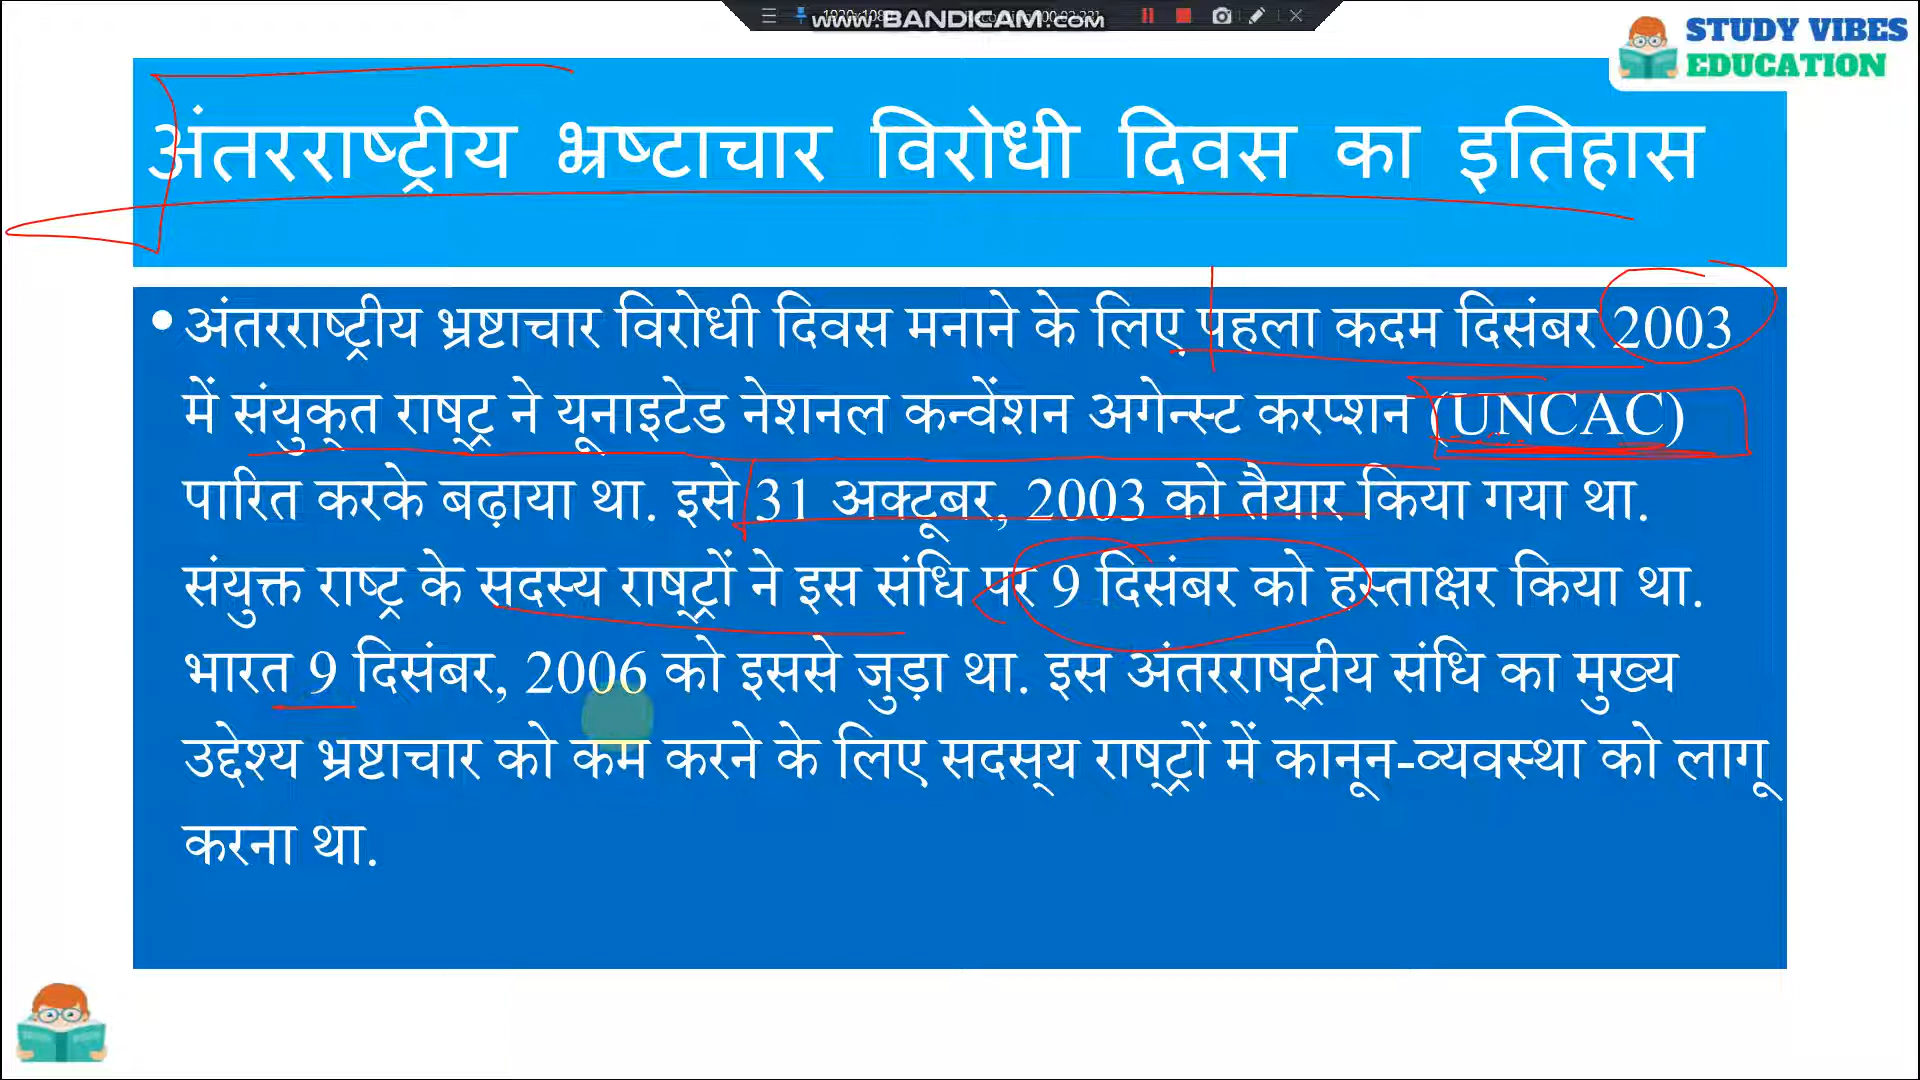 www.BANDICAM.com
STUDY VIBES
EDUCATION
अंतरराष्ट्रीय भ्रष्टाचार विरोधी दिवस का इतिहास
• अंतरराष्ट्रीय भ्रष्टाचार विरोधी दिवस मनाने के लिए पहला कदम दिसंबर 2003
में संयुक्त राष्ट्र ने यूनाइटेड नेशनल कन्वेंशन अगेन्स्ट करप्शन (UNCAC)
पारित करके बढ़ाया था. इसे 31 अक्टूबर, 2003 को तैयार किया गया था.
संयुक्त राष्ट्र के सदस्य राष्ट्रों ने इस संधि पर 9 दिसंबर को हस्ताक्षर किया था.
भारत 9 दिसंबर, 2006 को इससे जुड़ा था. इस अंतरराष्ट्रीय संधि का मुख्य
उद्देश्य भ्रष्टाचार को कम करने के लिए सदस्य राष्ट्रों में कानून-व्यवस्था को लागू
करना था.